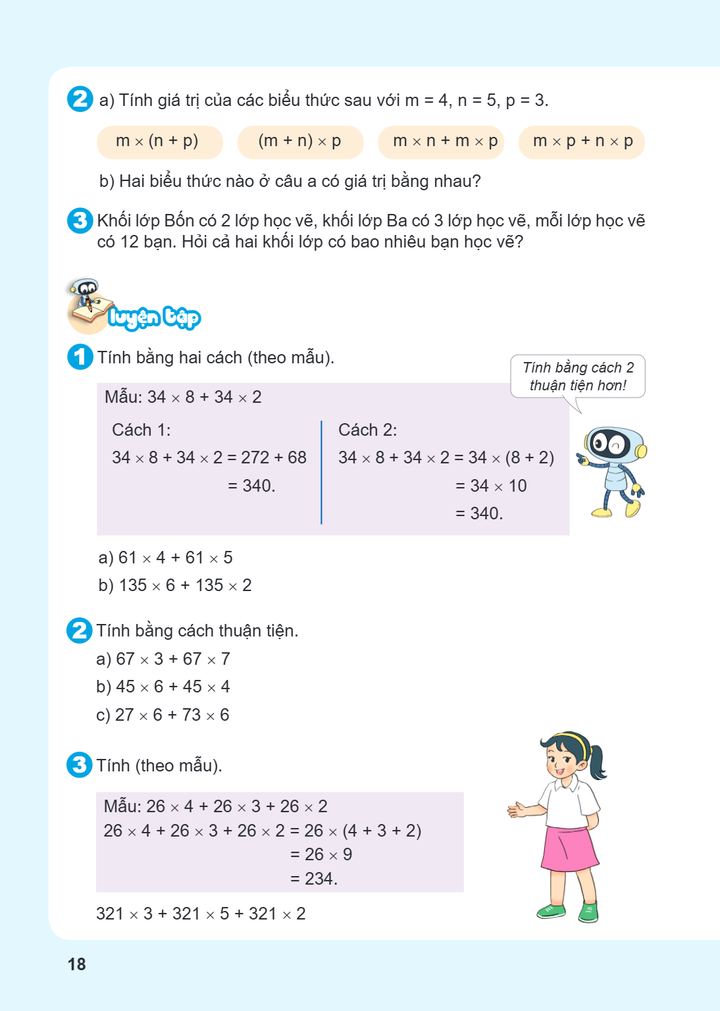 2 a) Tính giá trị của các biểu thức sau với m = 4, n = 5, p = 3.
m × (n + p) (m + n) × p m × n + m × p m × p + n × p
b) Hai biểu thức nào ở câu a có giá trị bằng nhau?
3 Khối lớp Bốn có 2 lớp học vẽ, khối lớp Ba có 3 lớp học vẽ, mỗi lớp học vẽ
có 12 bạn. Hỏi cả hai khối lớp có bao nhiêu bạn học vẽ?
luyện tập
1 Tính bằng hai cách (theo mẫu).
Tính bằng cách 2
thuận tiện hơn!
Mẫu: 34 × 8 + 34 × 2
Cách 1:
34 × 8 + 34 × 2 = 272 + 68
= 340.
Cách 2:
34 × 8 + 34 × 2 = 34 × (8 + 2)
= 34 × 10
= 340.
a) 61 × 4 + 61 × 5
b) 135 × 6 + 135 × 2
2 Tính bằng cách thuận tiện.
a) 67 × 3 + 67 × 7
b) 45 × 6 + 45 × 4
c) 27 × 6 + 73 × 6
3 Tính (theo mẫu).
Mẫu: 26 × 4 + 26 × 3 + 26 × 2
26 × 4 + 26 × 3 + 26 × 2 = 26 × (4 + 3 + 2)
= 26 × 9
= 234.
321 × 3 + 321 × 5 + 321 × 2
18